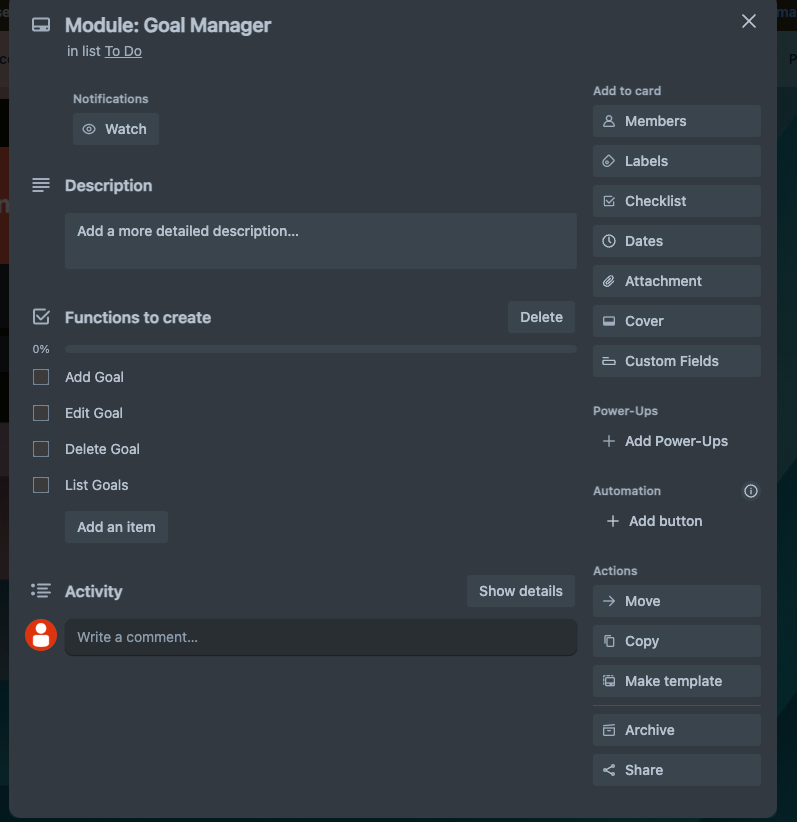 Module: Goal Manager
in list To Do
Notifications
Watch
Description
Add a more detailed description...
Functions to create
Delete
0%
Add Goal
Edit Goal
Delete Goal
List Goals
Add an item
Activity
Show details
Write a comment...
Add to card
Members
Labels
Checklist
Dates
Attachment
Cover
Custom Fields
Power-Ups
Add Power-Ups
Automation
Add button
Actions
Move
Copy
Make template
Archive
Share